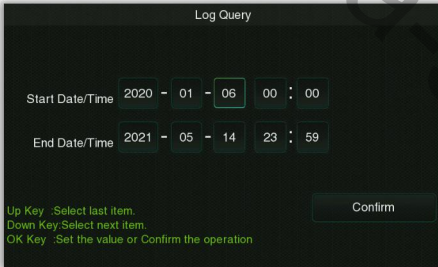 Log Query
Start Date/Time 2020 - 01 - 06 00 : 00
End Date/Time 2021 - 05 - 14 23 : 59
Confirm
Up Key :Select last item.
Down Key:Select next item.
OK Key :Set the value or Confirm the operation